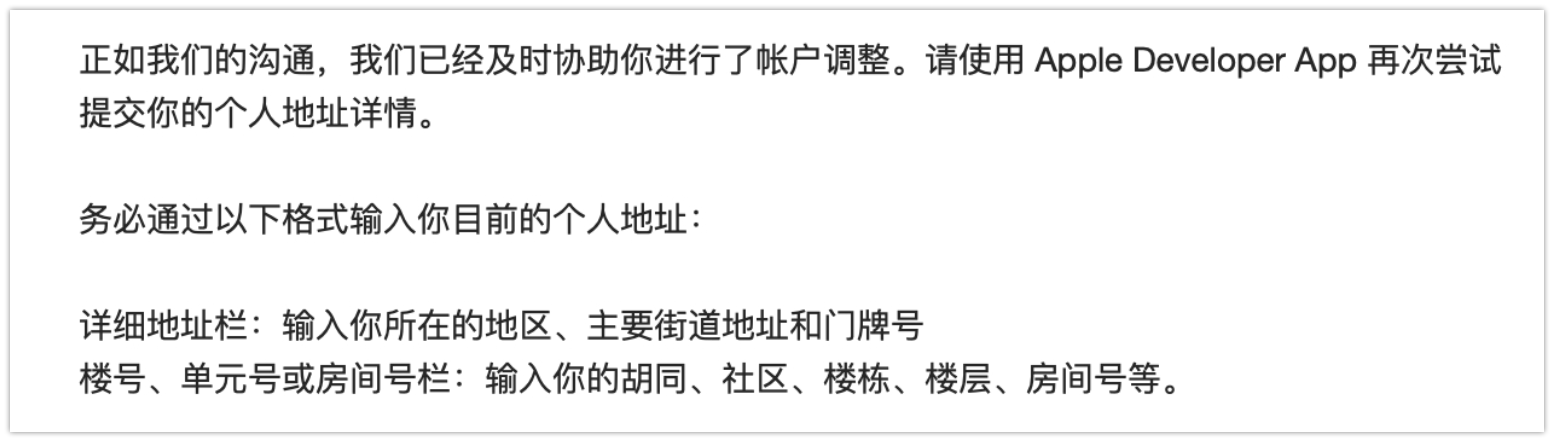 正如我们的沟通，我们已经及时协助你进行了帐户调整。请使用 Apple Developer App 再次尝试
提交你的个人地址详情。
务必通过以下格式输入你目前的个人地址：
详细地址栏：输入你所在的地区、主要街道地址和门牌号
楼号、单元号或房间号栏：输入你的胡同、社区、楼栋、楼层、房间号等。